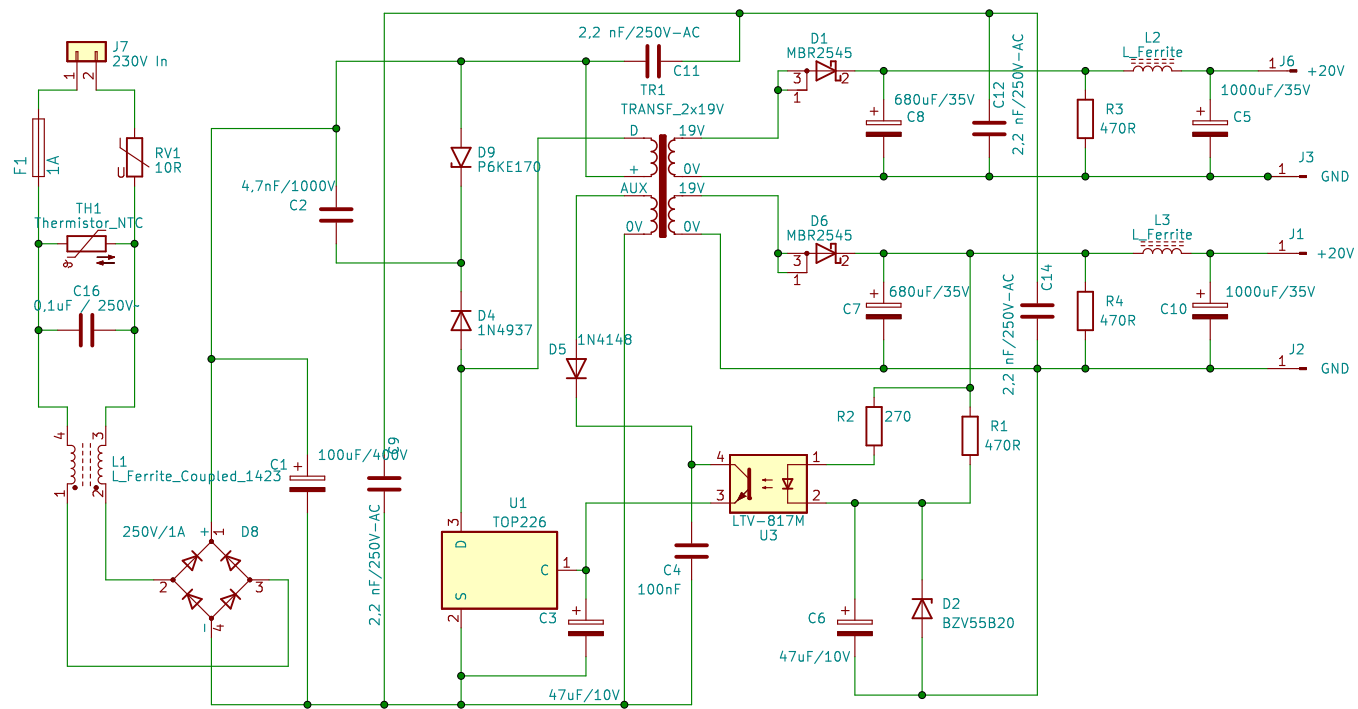 J7
230V In
1
2
F1
1A
RV1
10R
U
TH1
Thermistor_NTC
C16
0,1uF / 250V~
4
3
L1
L_Ferrite_Coupled_1423
1
2
250V/1A
+
1
D8
2
3
−
4
4,7nF/1000V
C2
C1
+
100uF/400V
C9
2,2 nF/250V-AC
2,2 nF/250V-AC
C11
D9
P6KE170
D4
1N4937
TR1
TRANSF_2x19V
D
19V
+
0V
AUX
19V
0V
0V
D5
1N4148
U1
TOP226
3
D
C
1
S
2
C3
+
47uF/10V
C4
100nF
4
1
3
2
LTV-817M
U3
D1
MBR2545
3
2
1
D6
MBR2545
3
2
1
+
680uF/35V
C8
C12
2,2 nF/250V-AC
R3
470R
L2
L_Ferrite
1000uF/35V
+
C5
1
J6
+20V
1
J3
GND
+
680uF/35V
C7
2,2 nF/250V-AC
C14
R4
470R
L3
L_Ferrite
+
1000uF/35V
C10
1
J1
+20V
1
J2
GND
R2
270
R1
470R
C6
+
47uF/10V
D2
BZV55B20